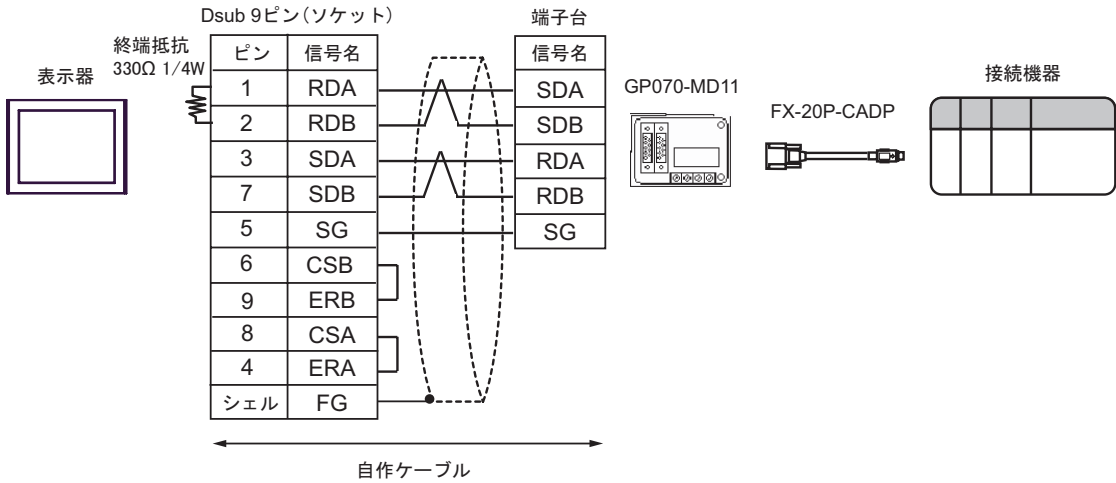 Dsub 9ピン(ソケット)
端子台
終端抵抗
330Ω 1/4W
表示器
ピン 信号名
1 RDA
2 RDB
3 SDA
7 SDB
5 SG
6 CSB
9 ERB
8 CSA
4 ERA
シェル FG
信号名
SDA
SDB
RDA
RDB
SG
GP070-MD11
FX-20P-CADP
接続機器
自作ケーブル